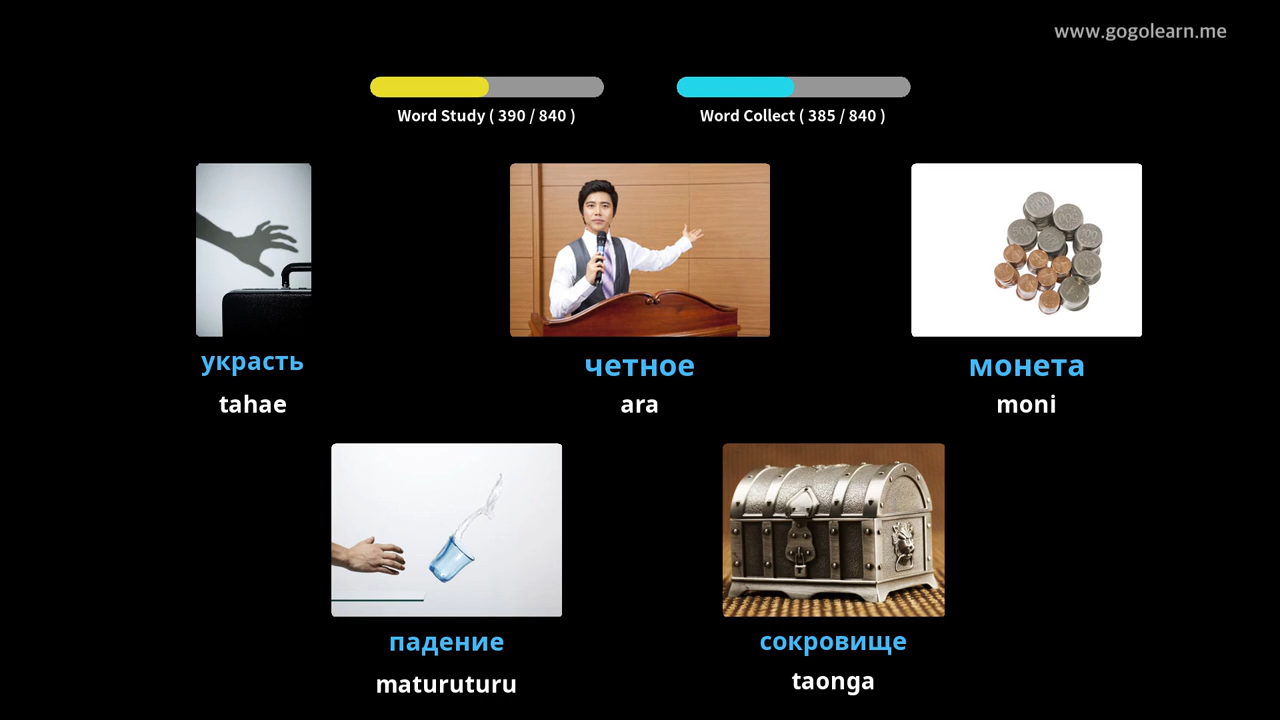 www.gogolearn.me
Word Study ( 390 / 840 )
Word Collect ( 385 / 840 )
украсть
tahae
четное
ara
монета
moni
падение
maturuturu
сокровище
taonga